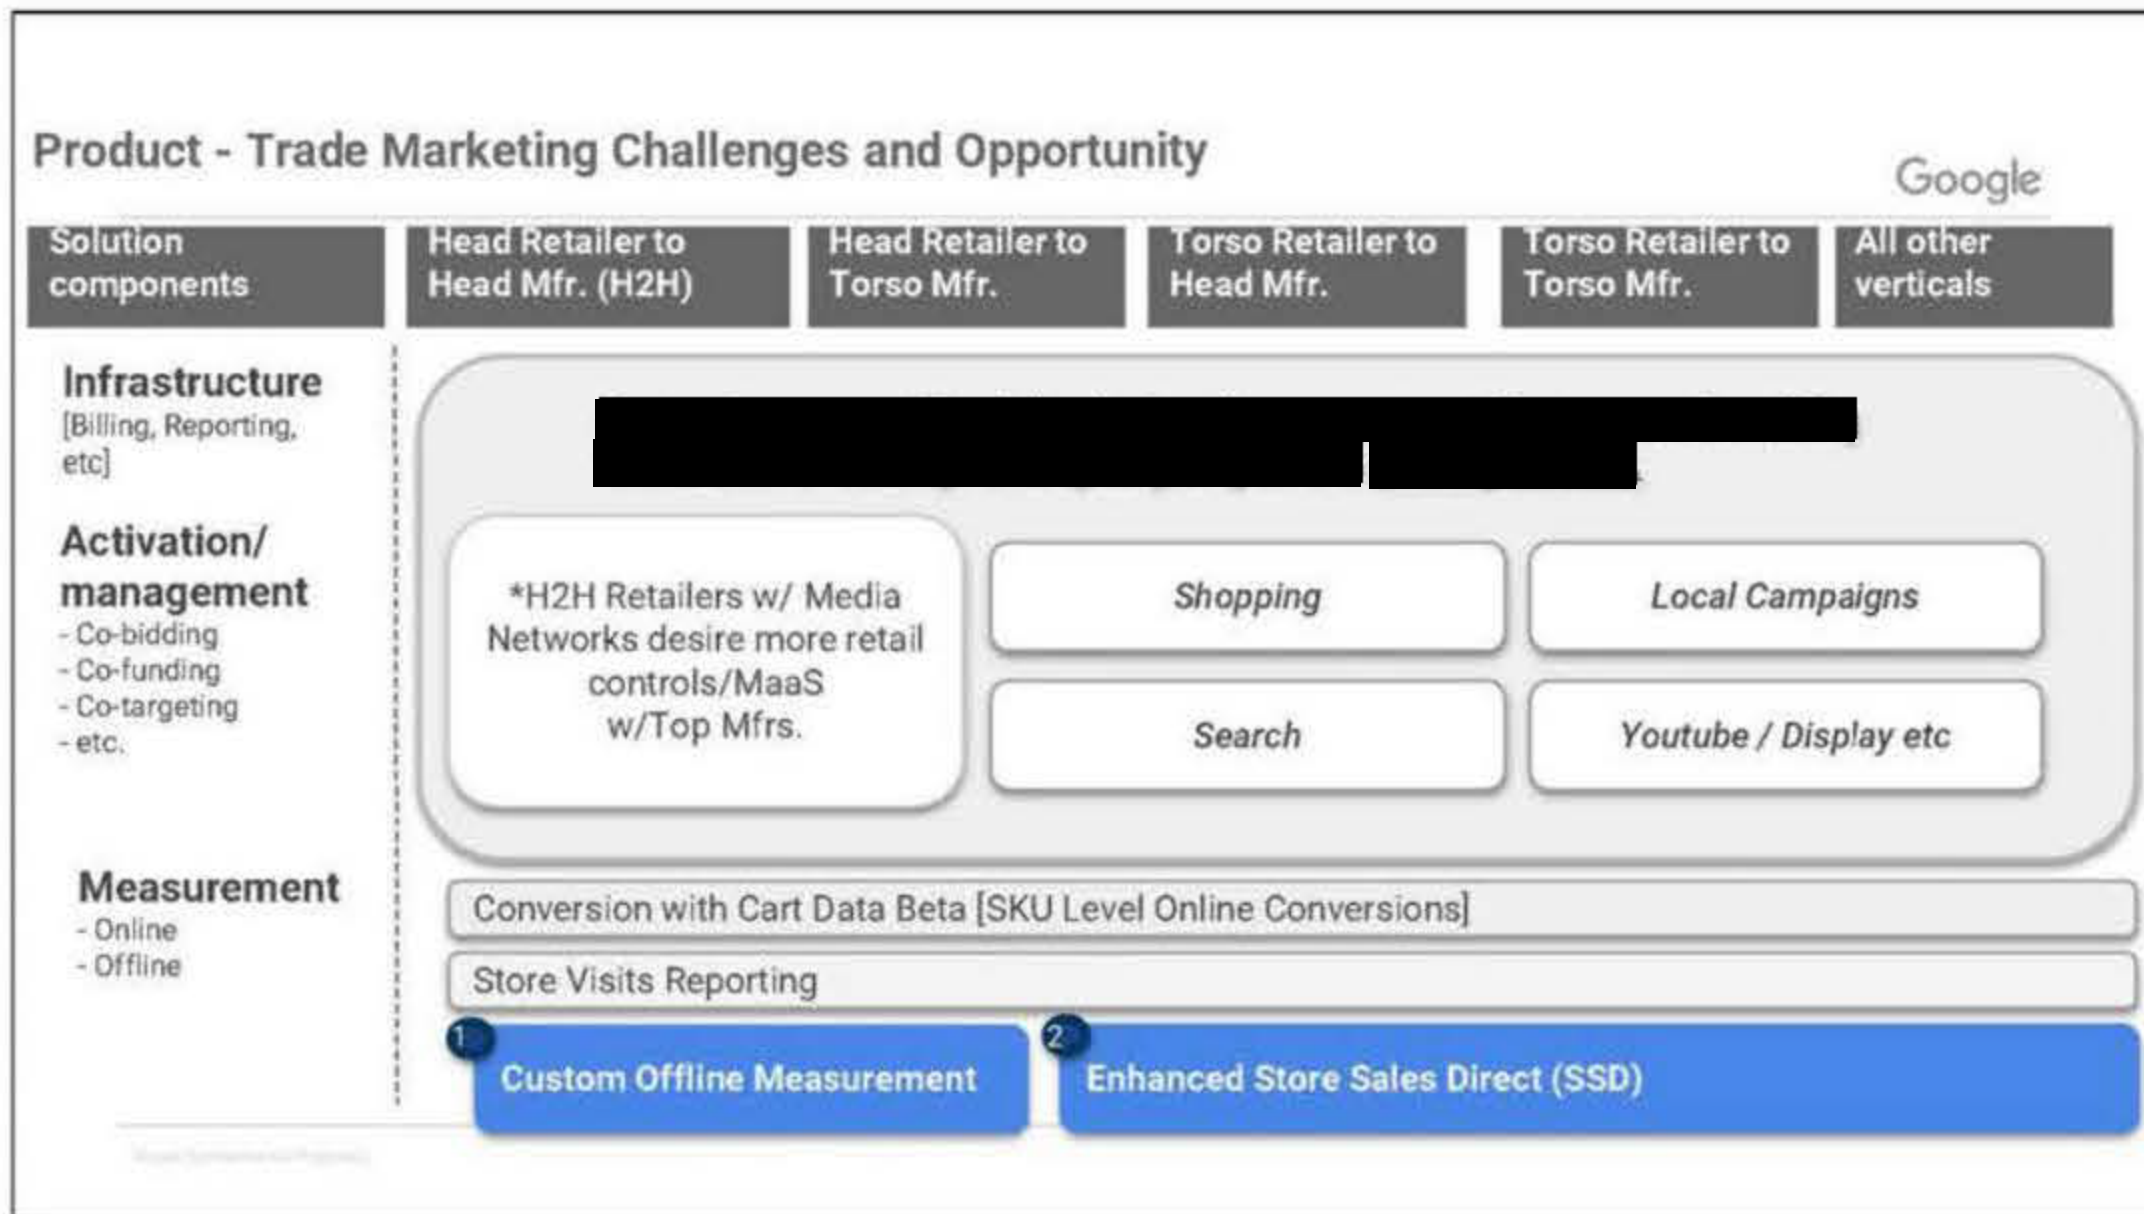 Product - Trade Marketing Challenges and Opportunity
Google
Solution
components
Head Retailer to
Head Mfr. (H2H)
Head Retailer to
Torso Mfr.
Torso Retailer to
Head Mfr.
Torso Retailer to
Torso Mfr.
All other
verticals
Infrastructure
[Billing, Reporting,
etc]
Activation/
management
- Co-bidding
- Co-funding
- Co-targeting
- etc.
*H2H Retailers w/ Media
Networks desire more retail
controls/MaaS
w/Top Mfrs.
Shopping
Local Campaigns
Search
Youtube / Display etc
Measurement
- Online
- Offline
Conversion with Cart Data Beta [SKU Level Online Conversions]
Store Visits Reporting
1
Custom Offline Measurement
2
Enhanced Store Sales Direct (SSD)